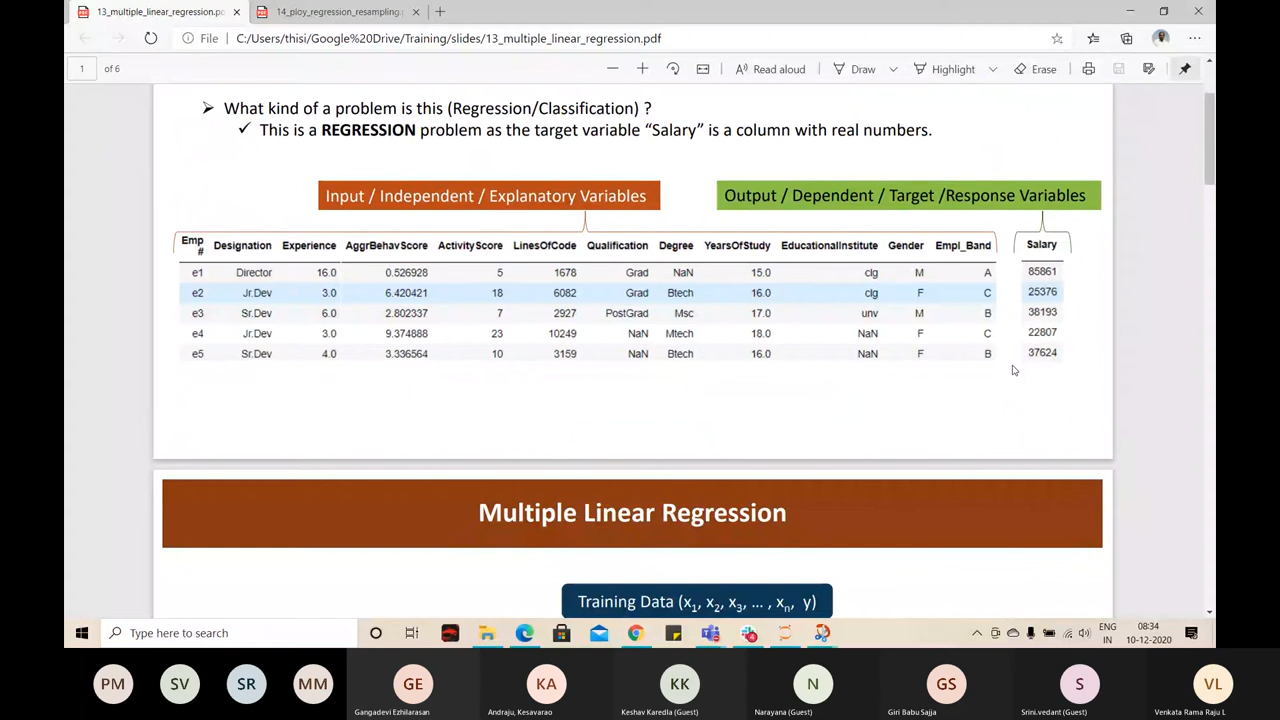 13_multiple_linear_regression.pd
14_ploy_regression_resampling.
File
C:/Users/thisi/Google%20Drive/Training/slides/13_multiple_linear_regression.pdf
1 of 6
Read aloud
Draw
Highlight
Erase
➢ What kind of a problem is this (Regression/Classification) ?
✓ This is a REGRESSION problem as the target variable “Salary” is a column with real numbers.
Input / Independent / Explanatory Variables
Output / Dependent / Target /Response Variables
Emp # Designation Experience AggrBehavScore ActivityScore LinesOfCode Qualification Degree YearsOfStudy EducationalInstitute Gender Empl_Band Salary
e1 Director 16.0 0.526928 5 1678 Grad NaN 15.0 clg M A 85861
e2 Jr.Dev 3.0 6.420421 18 6082 Grad Btech 16.0 clg F C 25376
e3 Sr.Dev 6.0 2.802337 7 2927 PostGrad Msc 17.0 unv M B 38193
e4 Jr.Dev 3.0 9.374888 23 10249 NaN Mtech 18.0 NaN F C 22807
e5 Sr.Dev 4.0 3.336564 10 3159 NaN Btech 16.0 NaN F B 37624
Multiple Linear Regression
Training Data (x1, x2, x3, ... , xn, y)
Type here to search
ENG
IN
08:34
10-12-2020
PM
SV
SR
MM
GE
KA
KK
N
GS
S
VL
Gangadevi Ezhilarasan
Andraju, Kesavarao
Keshav Karedla (Guest)
Narayana (Guest)
Giri Babu Sajja
Srini.vedant (Guest)
Venkata Rama Raju L